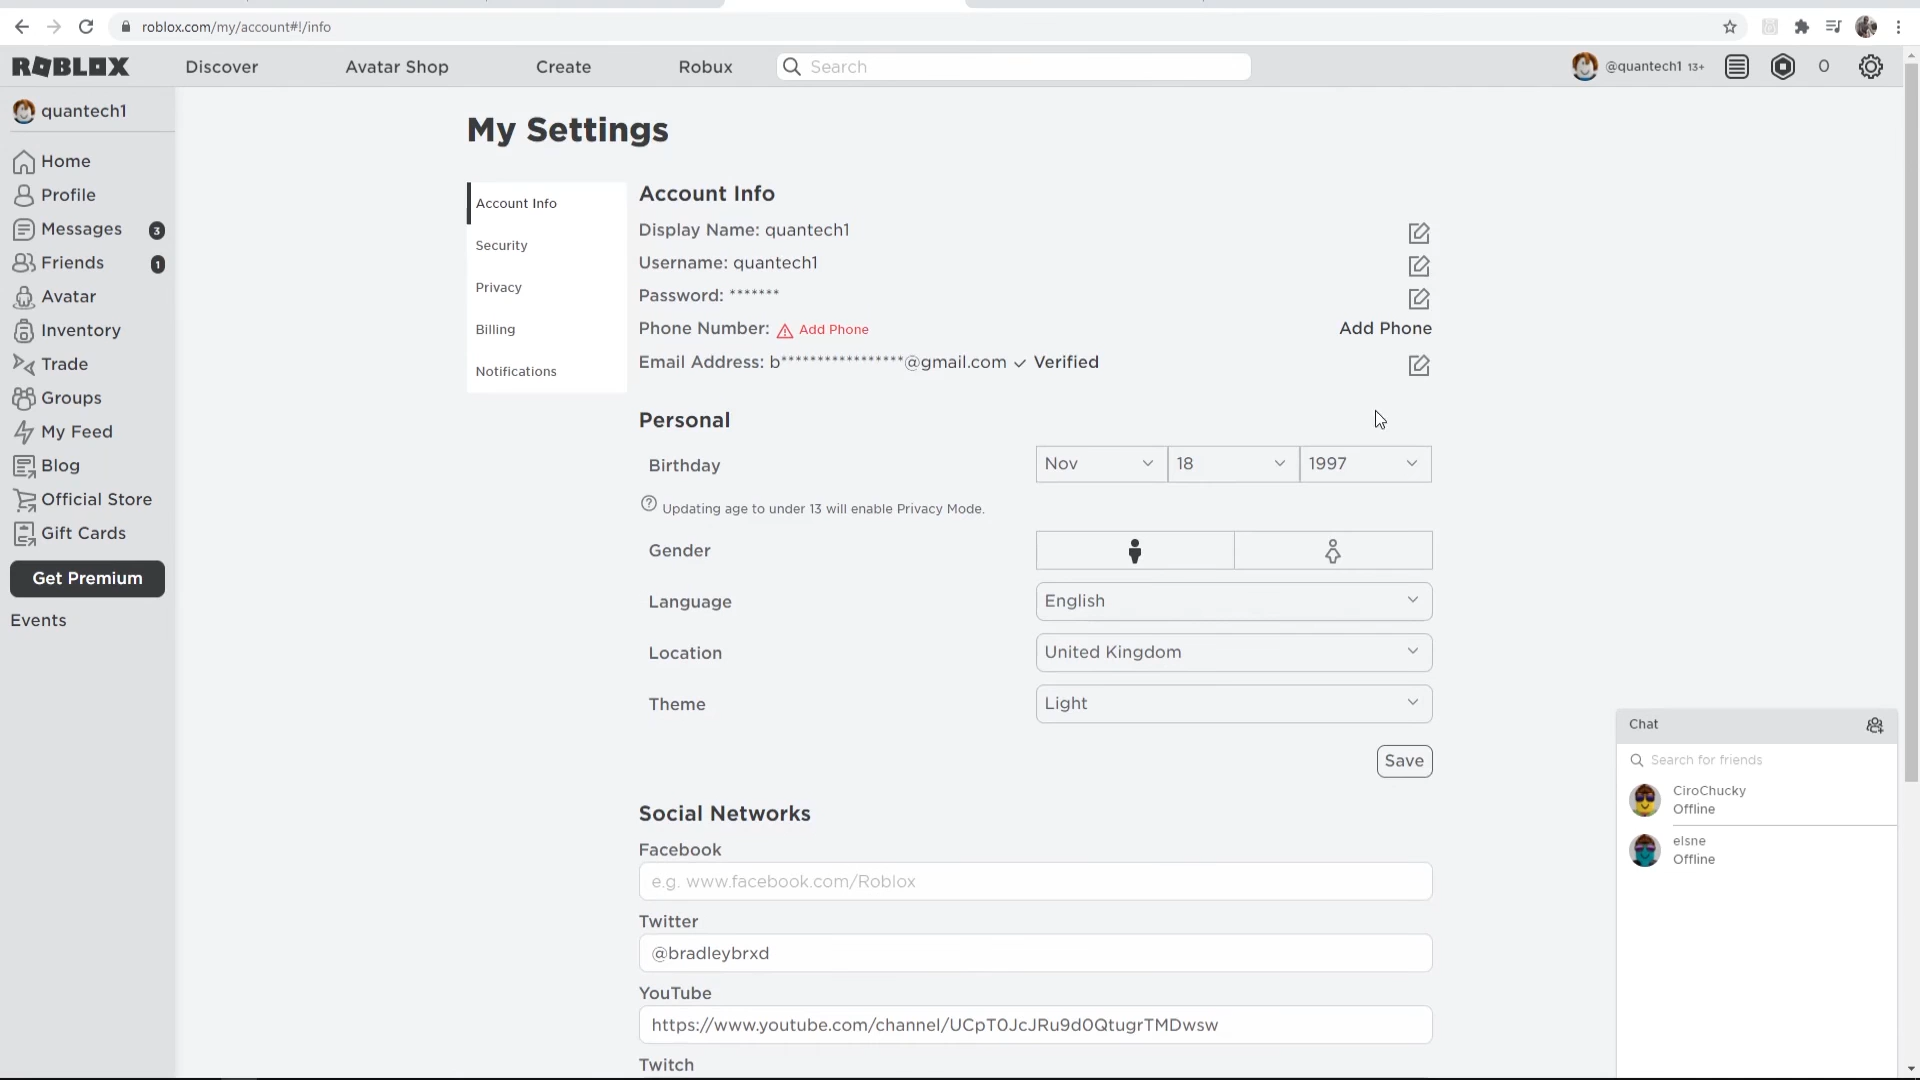 roblox.com/my/account#!/info
ROBLOX Discover Avatar Shop Create Robux Search @quantech1 13+ 0
quantech1
Home
Profile
Messages 3
Friends 1
Avatar
Inventory
Trade
Groups
My Feed
Blog
Official Store
Gift Cards
Get Premium
Events
My Settings
Account Info
Security
Privacy
Billing
Notifications
Account Info
Display Name: quantech1
Username: quantech1
Password: *******
Phone Number: Add Phone Add Phone
Email Address: b*****************@gmail.com ✓ Verified
Personal
Birthday Nov 18 1997
Updating age to under 13 will enable Privacy Mode.
Gender
Language English
Location United Kingdom
Theme Light
Save
Social Networks
Facebook
e.g. www.facebook.com/Roblox
Twitter
@bradleybrxd
YouTube
https://www.youtube.com/channel/UCpT0JcJRu9d0QtugrTMDwsw
Twitch
Chat
Search for friends
CiroChucky
Offline
elsne
Offline